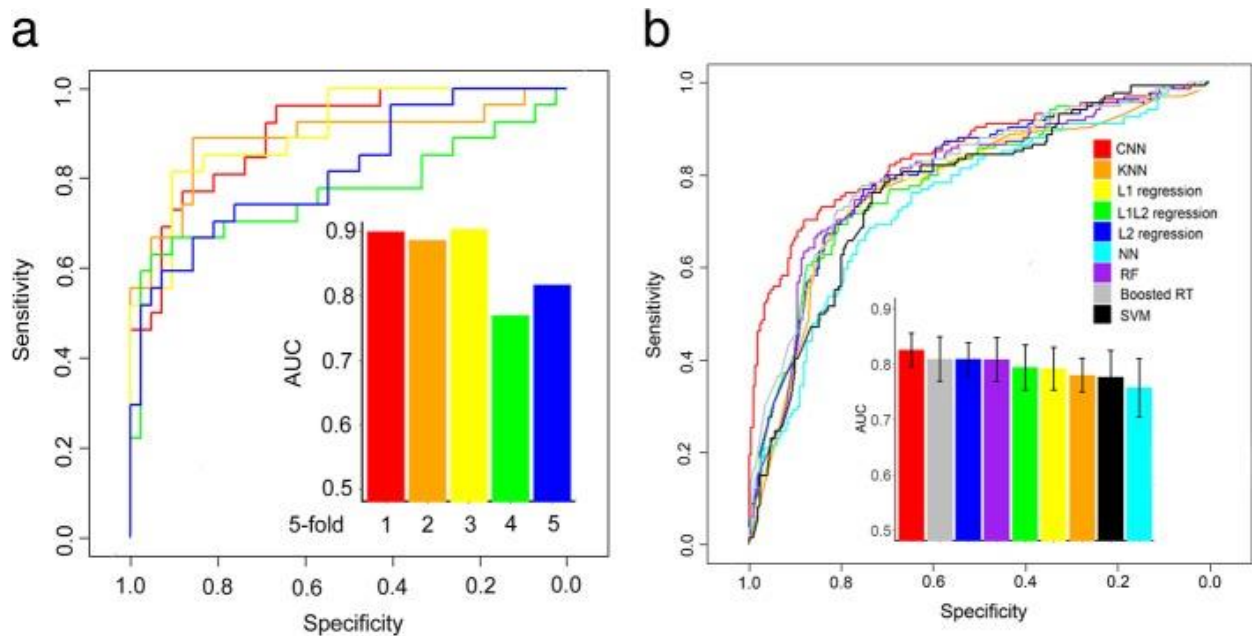 a
Sensitivity
1.0
0.8
0.6
0.4
0.2
0.0
AUC
0.9
0.8
0.7
0.6
0.5
5-fold 1 2 3 4 5
1.0 0.8 0.6 0.4 0.2 0.0
Specificity
b
Sensitivity
1.0
0.8
0.6
0.4
0.2
0.0
CNN
KNN
L1 regression
L1L2 regression
L2 regression
NN
RF
Boosted RT
SVM
AUC
0.9
0.8
0.7
0.8
0.5
1.0 0.8 0.6 0.4 0.2 0.0
Specificity